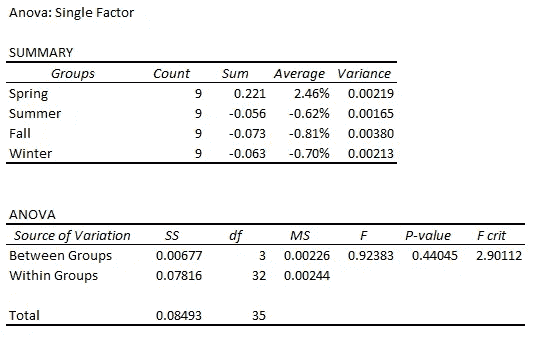 Anova: Single Factor
SUMMARY
Groups Count Sum Average Variance
Spring 9 0.221 2.46% 0.00219
Summer 9 -0.056 -0.62% 0.00165
Fall 9 -0.073 -0.81% 0.00380
Winter 9 -0.063 -0.70% 0.00213
ANOVA
Source of Variation SS df MS F P-value F crit
Between Groups 0.00677 3 0.00226 0.92383 0.44045 2.90112
Within Groups 0.07816 32 0.00244
Total 0.08493 35